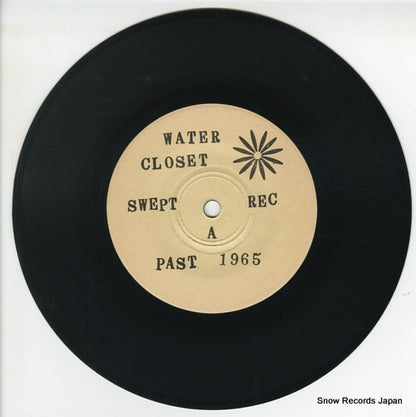 WATER
CLOSET
SWEPT REC
A
PAST 1965
Snow Records Japan